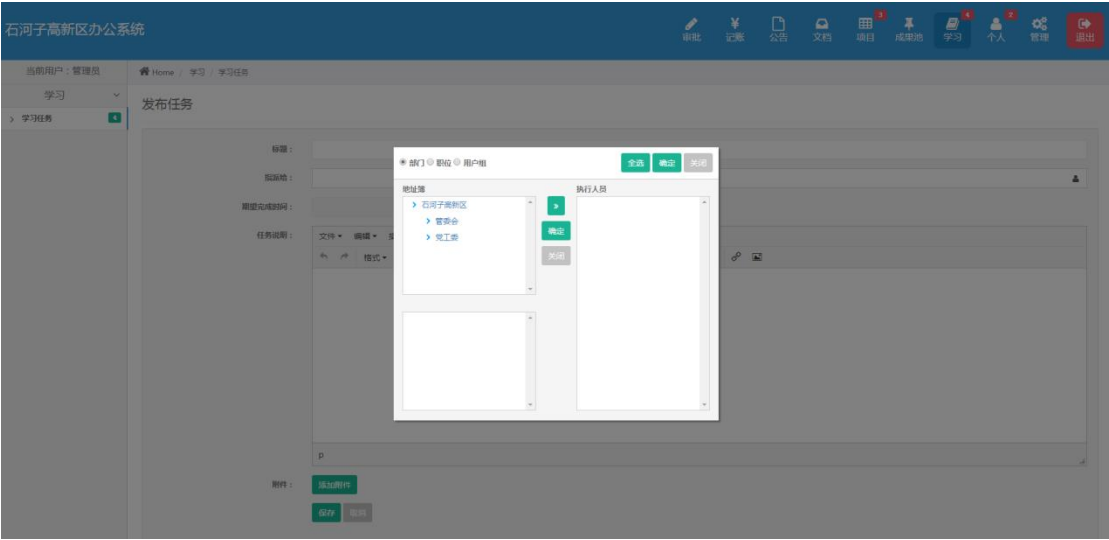 石河子高新区办公系统
审批 记账 公告 文档 项目 3 成果池 学习 4 个人 2 管理 退出
当前用户：管理员
Home / 学习 / 学习任务
学习
学习任务 4
发布任务
标题：
指派给：
期望完成时间：
任务说明：
文件 编辑
格式
部门 职位 用户组 全选 确定 关闭
地址簿 执行人员
石河子高新区
管委会
党工委
确定
关闭
p
附件： 添加附件
保存 取消